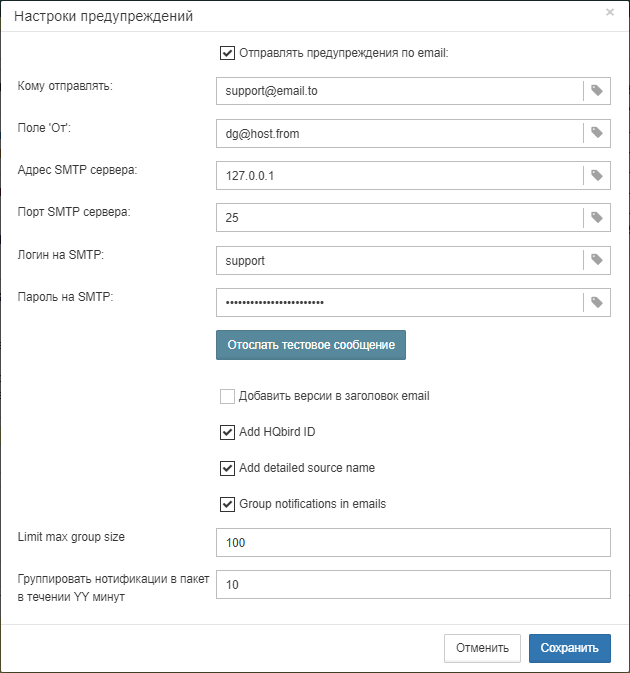 Настроки предупреждений ×
Отправлять предупреждения по email:
Кому отправлять: support@email.to
Поле 'От': dg@host.from
Адрес SMTP сервера: 127.0.0.1
Порт SMTP сервера: 25
Логин на SMTP: support
Пароль на SMTP: ••••••••••••••••••••••••
Отослать тестовое сообщение
Добавить версии в заголовок email
Add HQbird ID
Add detailed source name
Group notifications in emails
Limit max group size 100
Группировать нотификации в пакет
в течении YY минут 10
Отменить Сохранить